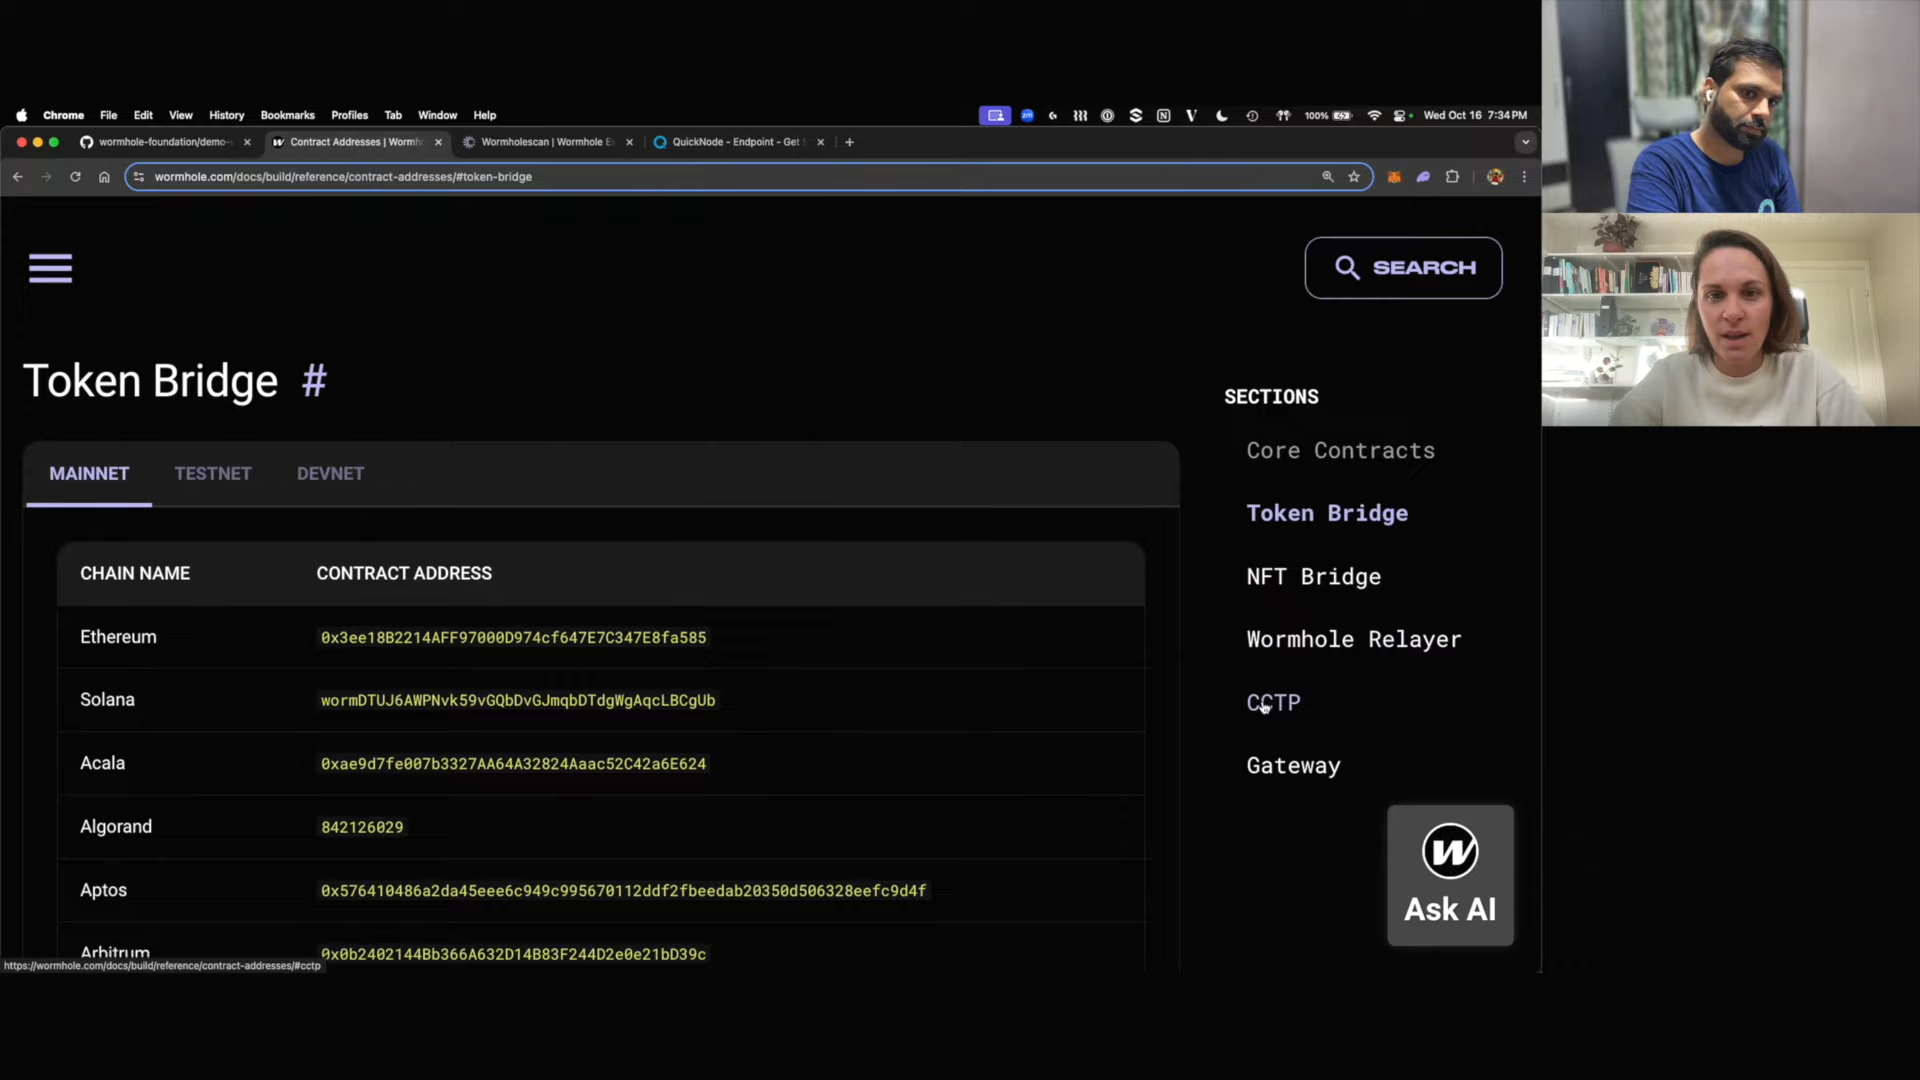 Chrome File Edit View History Bookmarks Profiles Tab Window Help
zm N V 100% Wed Oct 16 7:34 PM
wormhole-foundation/demo-
Contract Addresses | Wormh
Wormholescan | Wormhole E
QuickNode - Endpoint - Get
wormhole.com/docs/build/reference/contract-addresses/#token-bridge
SEARCH
Token Bridge #
MAINNET TESTNET DEVNET
CHAIN NAME CONTRACT ADDRESS
Ethereum 0x3ee18B2214AFF97000D974cf647E7C347E8fa585
Solana wormDTUJ6AWPNvk59vGQbDvGJmqbDTdgWgAqcLBCgUb
Acala 0xae9d7fe007b3327AA64A32824Aaac52C42a6E624
Algorand 842126029
Aptos 0x576410486a2da45eee6c949c995670112ddf2fbeedab20350d506328eefc9d4f
Arbitrum 0x0b2402144Bb366A632D14B83F244D2e0e21bD39c
SECTIONS
Core Contracts
Token Bridge
NFT Bridge
Wormhole Relayer
CCTP
Gateway
W
Ask AI
https://wormhole.com/docs/build/reference/contract-addresses/#cctp